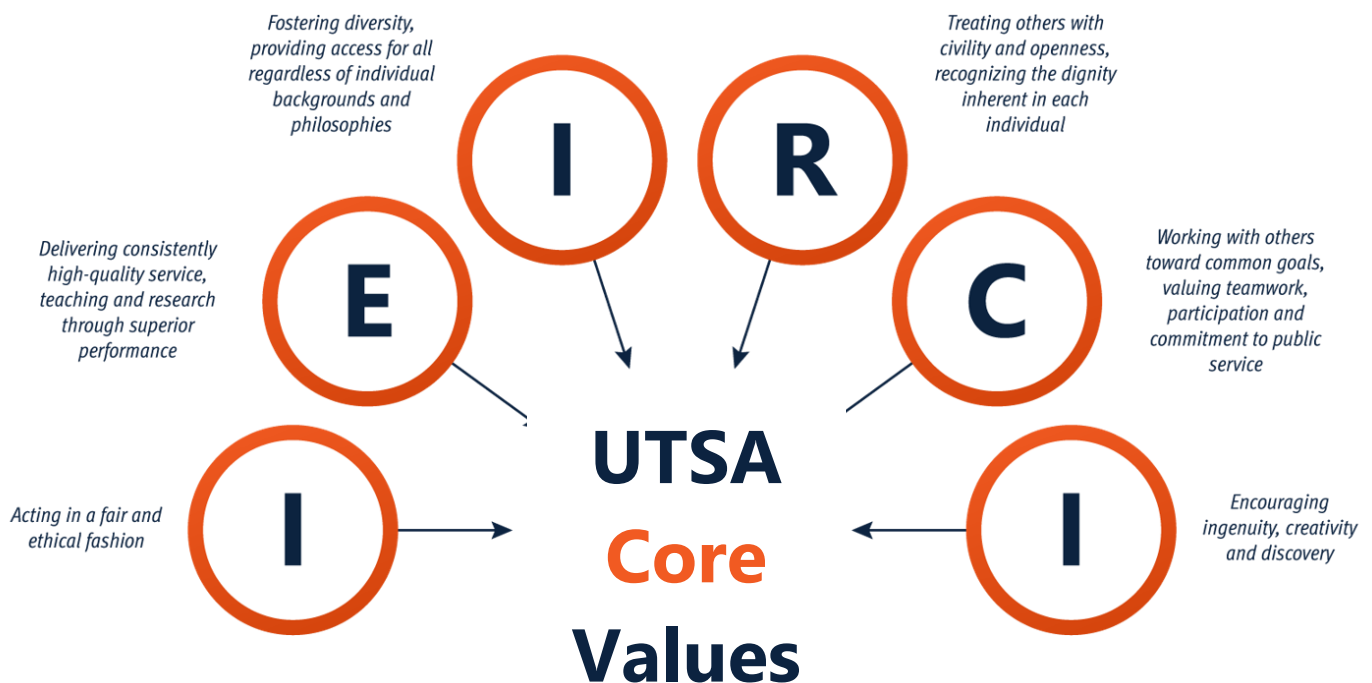 Fostering diversity,
providing access for all
regardless of individual
backgrounds and
philosophies
I
R
Treating others with
civility and openness,
recognizing the dignity
inherent in each
individual
Delivering consistently
high-quality service,
teaching and research
through superior
performance
E
C
Working with others
toward common goals,
valuing teamwork,
participation and
commitment to public
service
Acting in a fair and
ethical fashion
I
UTSA
Core
Values
I
Encouraging
ingenuity, creativity
and discovery